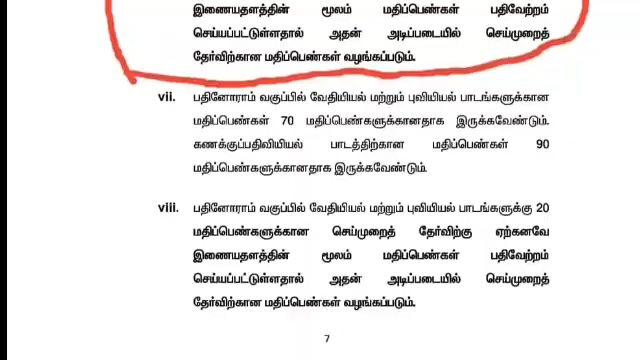 இணையதளத்தின் மூலம் மதிப்பெண்கள் பதிவேற்றம்
செய்யப்பட்டுள்ளதால் அதன் அடிப்படையில் செய்முறைத்
தேர்விற்கான மதிப்பெண்கள் வழங்கப்படும்.
vii. பதினோராம் வகுப்பில் வேதியியல் மற்றும் புவியியல் பாடங்களுக்கான
மதிப்பெண்கள் 70 மதிப்பெண்களுக்கானதாக இருக்கவேண்டும்.
கணக்குப்பதிவியியல் பாடத்திற்கான மதிப்பெண்கள் 90
மதிப்பெண்களுக்கானதாக இருக்கவேண்டும்.
viii. பதினோராம் வகுப்பில் வேதியியல் மற்றும் புவியியல் பாடங்களுக்கு 20
மதிப்பெண்களுக்கான செய்முறைத் தேர்விற்கு ஏற்கனவே
இணையதளத்தின் மூலம் மதிப்பெண்கள் பதிவேற்றம்
செய்யப்பட்டுள்ளதால் அதன் அடிப்படையில் செய்முறைத்
தேர்விற்கான மதிப்பெண்கள் வழங்கப்படும்.
7